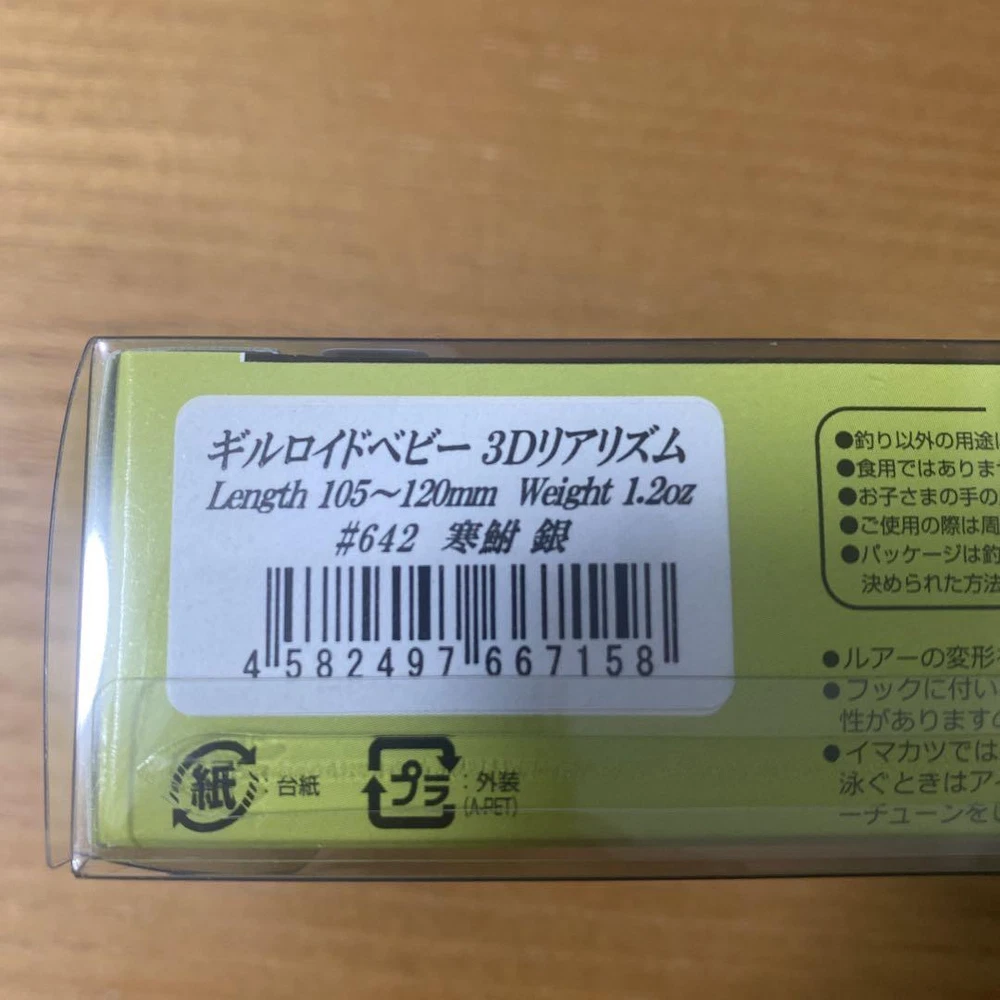 ギルロイドベビー 3Dリアリズム
Length 105～120mm Weight 1.2oz
#642 寒鮒 銀
4 582497 667158
紙 : 台紙
プラ : 外装
(A-PET)
●釣り以外の用途
●食用ではありま
●お子さまの手の
●ご使用の際は周
●パッケージは釣
決められた方法
●ルアーの変形
●フックに付い
性がありますの
●イマカツでは
泳ぐときはア
ーチューンを